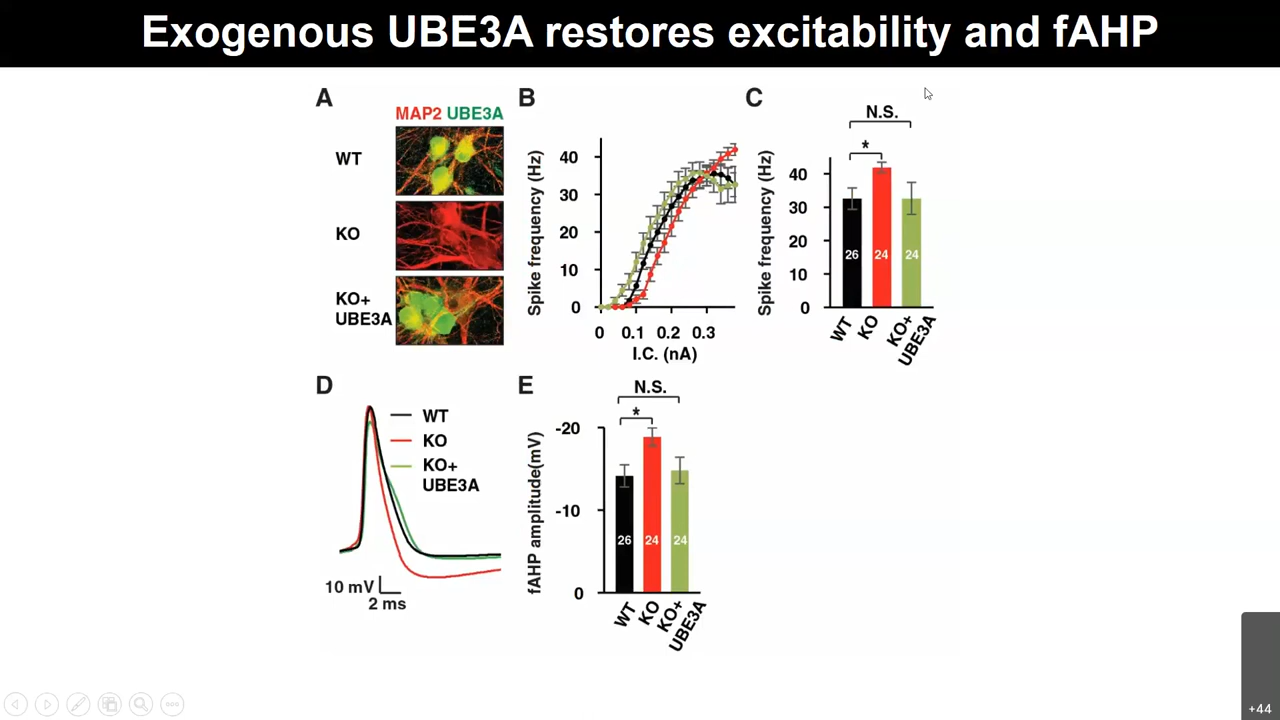 Exogenous UBE3A restores excitability and fAHP
A
MAP2 UBE3A
WT
KO
KO+
UBE3A
B
Spike frequency (Hz)
40
30
20
10
0
0 0.1 0.2 0.3
I.C. (nA)
C
N.S.
*
Spike frequency (Hz)
40
30
20
10
0
26 24 24
WT KO KO+
UBE3A
D
WT
KO
KO+
UBE3A
10 mV
2 ms
E
N.S.
*
fAHP amplitude(mV)
-20
-10
0
26 24 24
WT KO KO+
UBE3A
+44